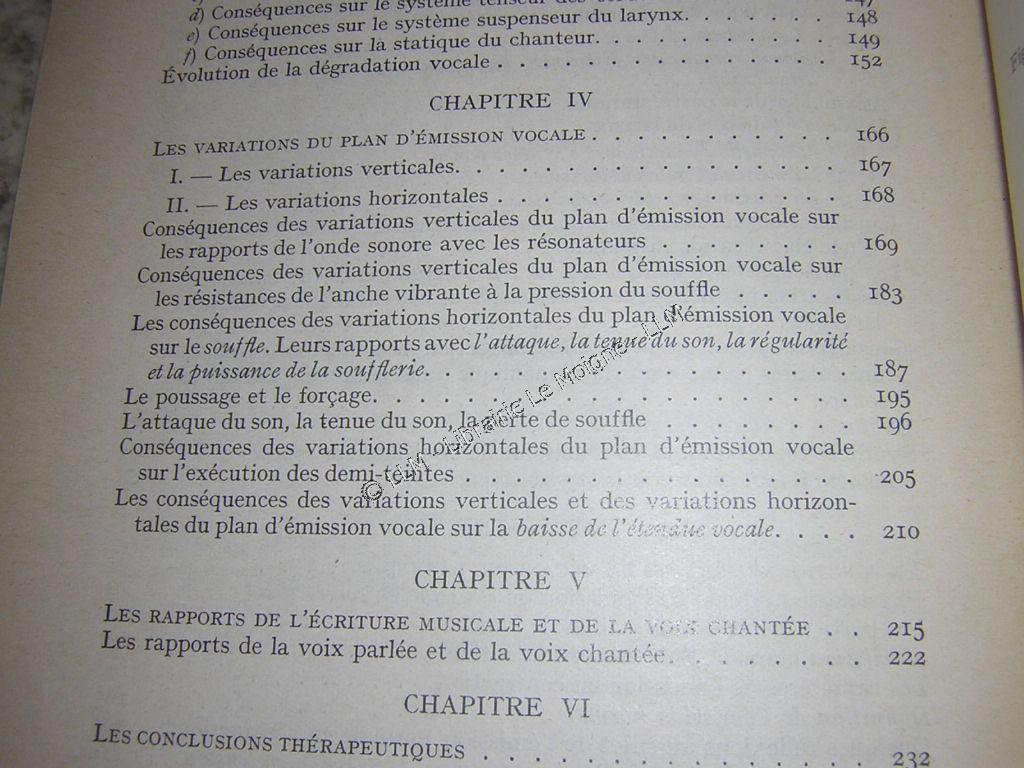 d) Conséquences sur le système tenseur des 147
e) Conséquences sur le système suspenseur du larynx. . . . . . . 148
f) Conséquences sur la statique du chanteur. . . . . . . . . . . 149
Évolution de la dégradation vocale . . . . . . . . . . . . . . 152
CHAPITRE IV
LES VARIATIONS DU PLAN D'ÉMISSION VOCALE . . . . . . . . . . . 166
I. — Les variations verticales. . . . . . . . . . . . . . . . 167
II. — Les variations horizontales . . . . . . . . . . . . . . . 168
Conséquences des variations verticales du plan d'émission vocale sur
les rapports de l'onde sonore avec les résonateurs . . . . . . . . 169
Conséquences des variations verticales du plan d'émission vocale sur
les résistances de l'anche vibrante à la pression du souffle . . . . . 183
Les conséquences des variations horizontales du plan d'émission vocale
sur le souffle. Leurs rapports avec l'attaque, la tenue du son, la régularité
et la puissance de la soufflerie. . . . . . . . . . . . . . . . . 187
Le poussage et le forçage. . . . . . . . . . . . . . . . . . . 195
L'attaque du son, la tenue du son, la perte de souffle . . . . . . . . 196
Conséquences des variations horizontales du plan d'émission vocale
sur l'exécution des demi-teintes . . . . . . . . . . . . . . . . 205
Les conséquences des variations verticales et des variations horizon-
tales du plan d'émission vocale sur la baisse de l'étendue vocale. . . . 210
CHAPITRE V
LES RAPPORTS DE L'ÉCRITURE MUSICALE ET DE LA VOIX CHANTÉE . . 215
Les rapports de la voix parlée et de la voix chantée. . . . . . . . 222
CHAPITRE VI
LES CONCLUSIONS THÉRAPEUTIQUES . . . . . . . . . . . . . . . 232
© LLM - Librairie Le Moigne - LLM